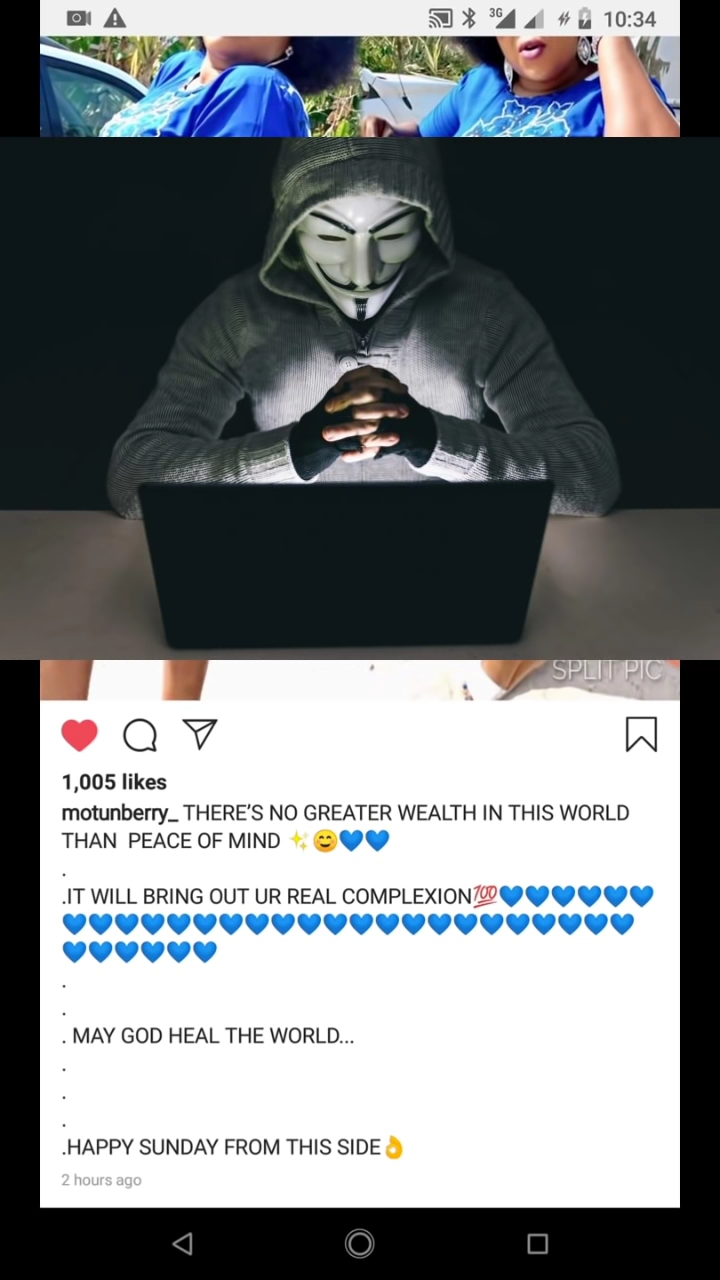 3G 10:34
SPLIT PIC
1,005 likes
motunberry_ THERE’S NO GREATER WEALTH IN THIS WORLD
THAN PEACE OF MIND ✨😊💙💙
.
.IT WILL BRING OUT UR REAL COMPLEXION💯💙💙💙💙💙💙
💙💙💙💙💙💙💙💙💙💙💙💙💙💙💙💙💙💙💙💙💙💙
💙💙💙💙💙💙
.
.
. MAY GOD HEAL THE WORLD...
.
.
.
.HAPPY SUNDAY FROM THIS SIDE👌
2 hours ago